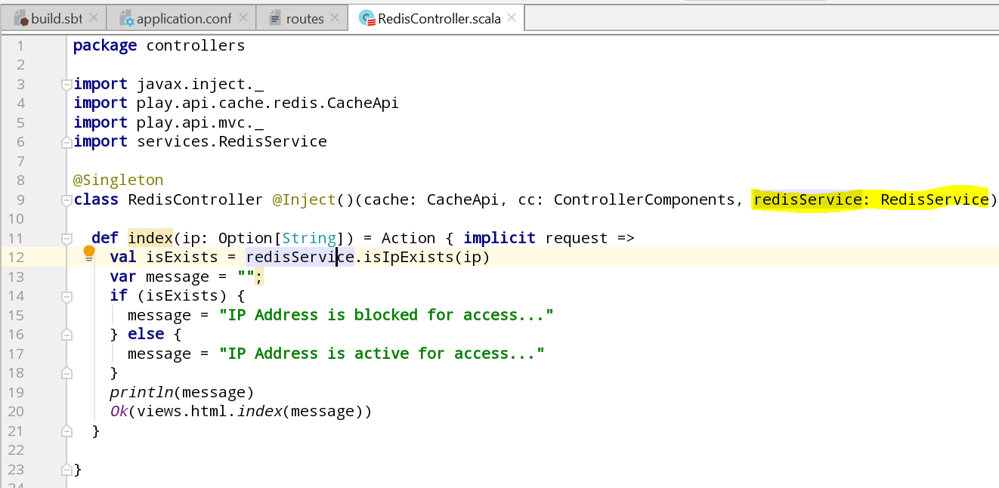 build.sbt application.conf routes RedisController.scala
1 package controllers
2
3 import javax.inject._
4 import play.api.cache.redis.CacheApi
5 import play.api.mvc._
6 import services.RedisService
7
8 @Singleton
9 class RedisController @Inject()(cache: CacheApi, cc: ControllerComponents, redisService: RedisService)
10
11 def index(ip: Option[String]) = Action { implicit request =>
12 val isExists = redisService.isIpExists(ip)
13 var message = "";
14 if (isExists) {
15 message = "IP Address is blocked for access..."
16 } else {
17 message = "IP Address is active for access..."
18 }
19 println(message)
20 Ok(views.html.index(message))
21 }
22
23 }
24